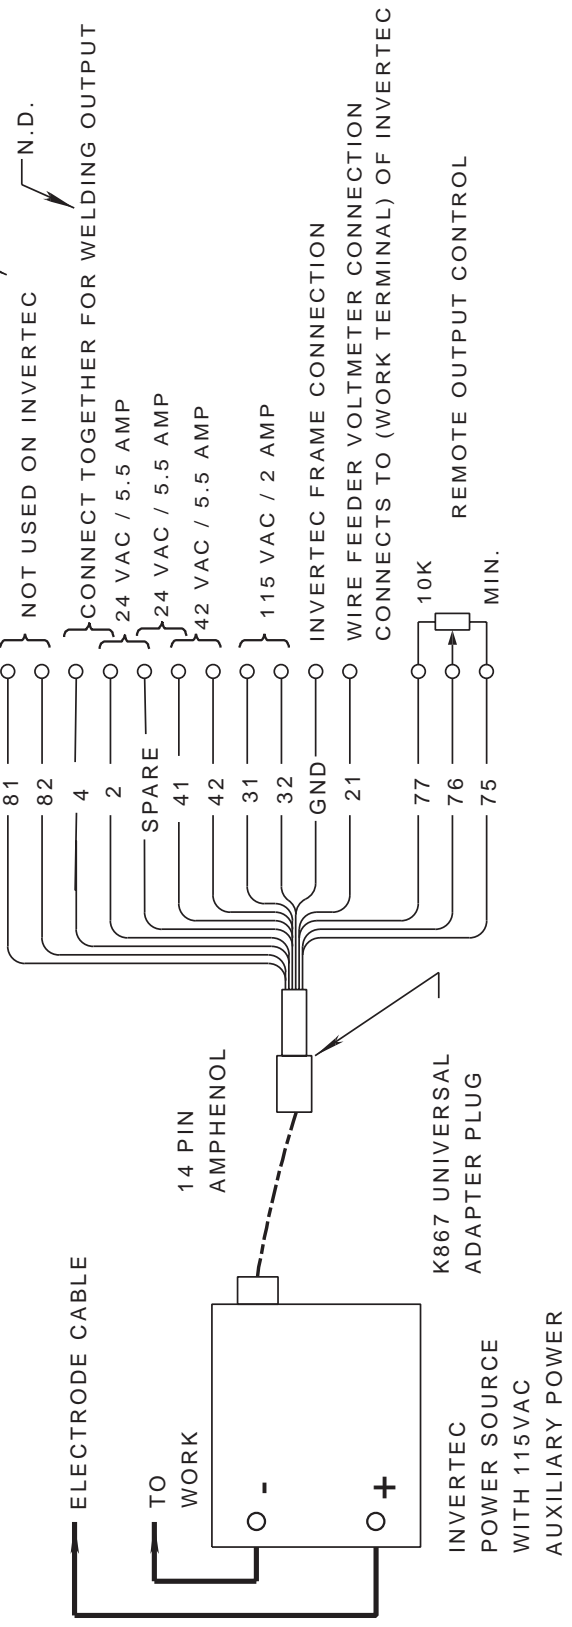 N.D.
NOT USED ON INVERTEC
CONNECT TOGETHER FOR WELDING OUTPUT
24 VAC / 5.5 AMP
24 VAC / 5.5 AMP
42 VAC / 5.5 AMP
115 VAC / 2 AMP
INVERTEC FRAME CONNECTION
WIRE FEEDER VOLTMETER CONNECTION
CONNECTS TO (WORK TERMINAL) OF INVERTEC
10K
REMOTE OUTPUT CONTROL
MIN.
81
82
4
2
SPARE
41
42
31
32
GND
21
77
76
75
14 PIN
AMPHENOL
K867 UNIVERSAL
ADAPTER PLUG
ELECTRODE CABLE
TO
WORK
-
+
INVERTEC
POWER SOURCE
WITH 115VAC
AUXILIARY POWER